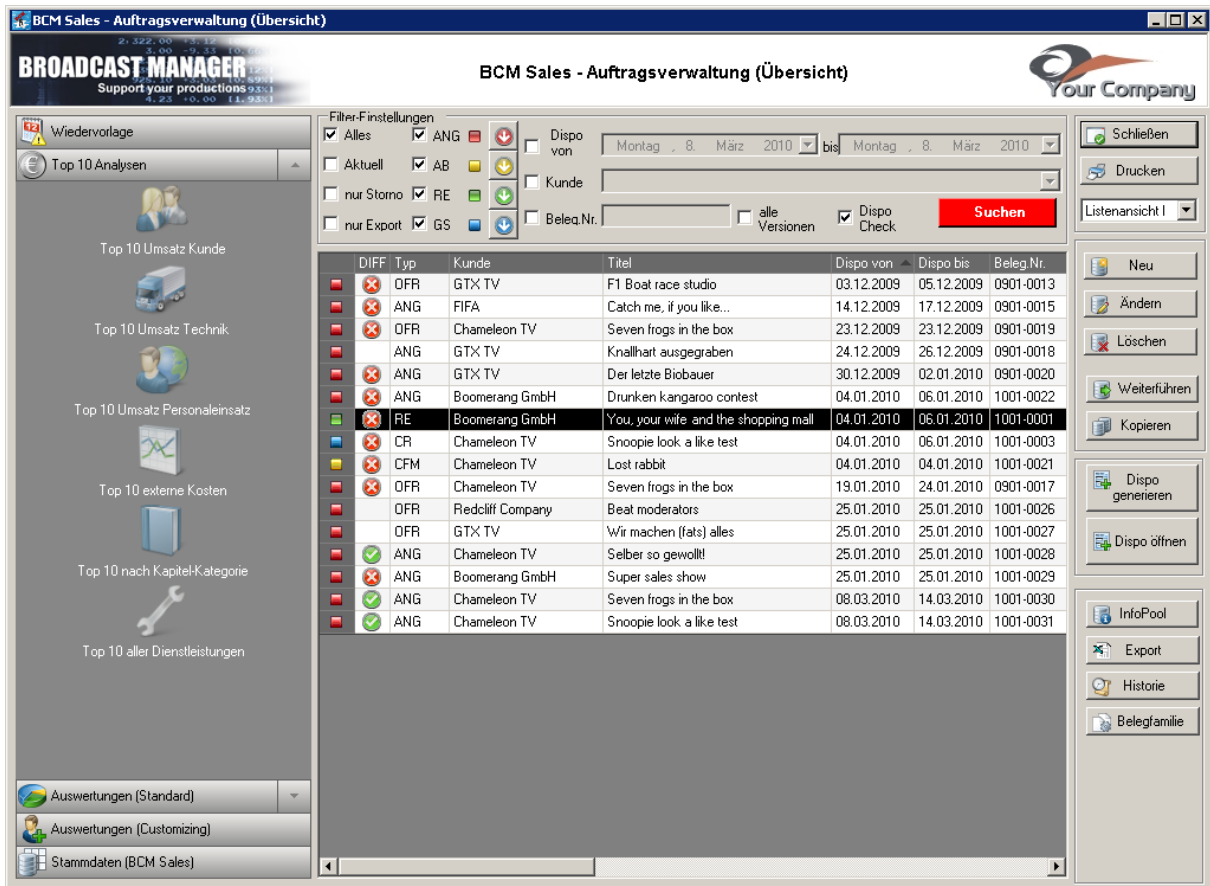 BCM Sales - Auftragsverwaltung (Übersicht)
BROADCAST MANAGER
Support your productions
BCM Sales - Auftragsverwaltung (Übersicht)
Your Company
Wiedervorlage
Top 10 Analysen
Top 10 Umsatz Kunde
Top 10 Umsatz Technik
Top 10 Umsatz Personaleinsatz
Top 10 externe Kosten
Top 10 nach Kapitel-Kategorie
Top 10 aller Dienstleistungen
Auswertungen (Standard)
Auswertungen (Customizing)
Stammdaten (BCM Sales)
Filter-Einstellungen
Alles ANG Dispo von Montag , 8. März 2010 bis Montag , 8. März 2010
Aktuell AB Kunde
nur Storno RE
nur Export GS Beleg.Nr. alle Versionen Dispo Check Suchen
DIFF Typ Kunde Titel Dispo von Dispo bis Beleg.Nr.
OFR GTX TV F1 Boat race studio 03.12.2009 05.12.2009 0901-0013
ANG FIFA Catch me, if you like... 14.12.2009 17.12.2009 0901-0015
OFR Chameleon TV Seven frogs in the box 23.12.2009 23.12.2009 0901-0019
ANG GTX TV Knallhart ausgegraben 24.12.2009 26.12.2009 0901-0018
ANG GTX TV Der letzte Biobauer 30.12.2009 02.01.2010 0901-0020
ANG Boomerang GmbH Drunken kangaroo contest 04.01.2010 06.01.2010 1001-0022
RE Boomerang GmbH You, your wife and the shopping mall 04.01.2010 06.01.2010 1001-0001
CR Chameleon TV Snoopie look a like test 04.01.2010 06.01.2010 1001-0003
CFM Chameleon TV Lost rabbit 04.01.2010 04.01.2010 1001-0021
OFR Chameleon TV Seven frogs in the box 19.01.2010 24.01.2010 0901-0017
OFR Redcliff Company Beat moderators 25.01.2010 25.01.2010 1001-0026
OFR GTX TV Wir machen (fats) alles 25.01.2010 25.01.2010 1001-0027
ANG Chameleon TV Selber so gewollt! 25.01.2010 25.01.2010 1001-0028
ANG Boomerang GmbH Super sales show 25.01.2010 25.01.2010 1001-0029
ANG Chameleon TV Seven frogs in the box 08.03.2010 14.03.2010 1001-0030
ANG Chameleon TV Snoopie look a like test 08.03.2010 14.03.2010 1001-0031
Schließen
Drucken
Listenansicht I
Neu
Ändern
Löschen
Weiterführen
Kopieren
Dispo
generieren
Dispo öffnen
InfoPool
Export
Historie
Belegfamilie